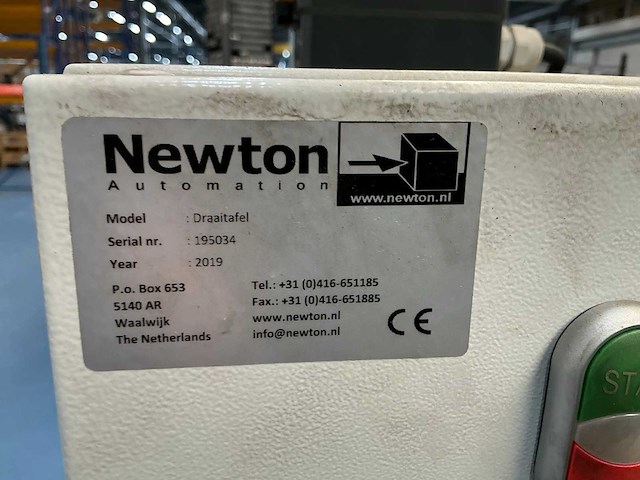 Newton
Automation
www.newton.nl
Model : Draaitafel
Serial nr. : 195034
Year : 2019
P.o. Box 653
5140 AR
Waalwijk
The Netherlands
Tel.: +31 (0)416-651185
Fax.: +31 (0)416-651885
www.newton.nl
info@newton.nl
CE